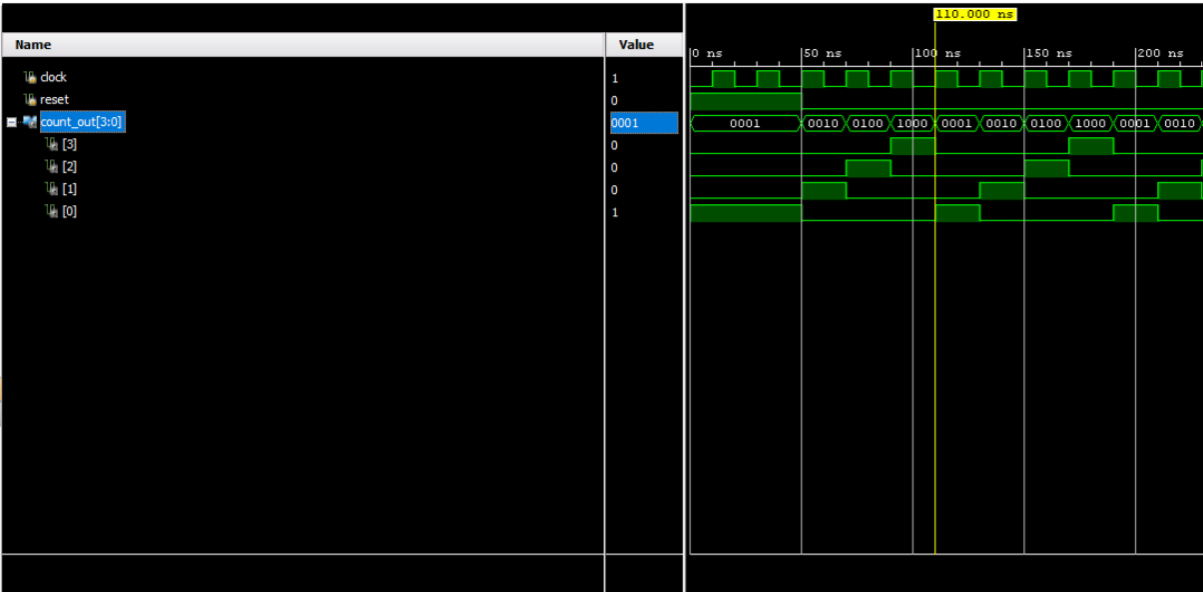 110.000 ns
Name Value
0 ns 50 ns 100 ns 150 ns 200 ns
clock 1
reset 0
count_out[3:0] 0001 0001 0010 0100 1000 0001 0010 0100 1000 0001 0010
[3] 0
[2] 0
[1] 0
[0] 1